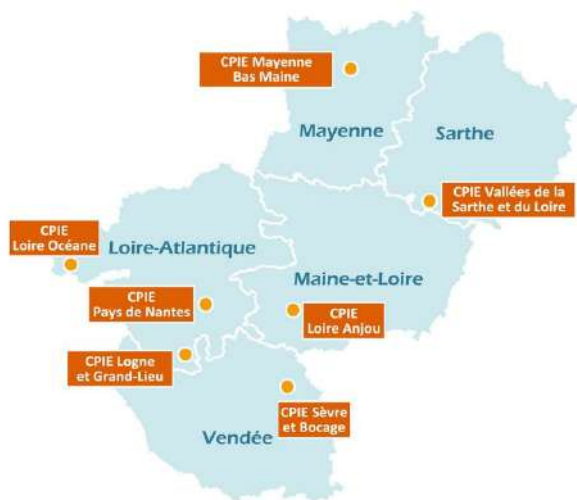 CPIE Mayenne
Bas Maine
Mayenne
Sarthe
CPIE Vallées de la
Sarthe et du Loire
CPIE
Loire Océane
Loire-Atlantique
Maine-et-Loire
CPIE
Pays de Nantes
CPIE
Loire Anjou
CPIE Logne
et Grand-Lieu
CPIE Sèvre
et Bocage
Vendée